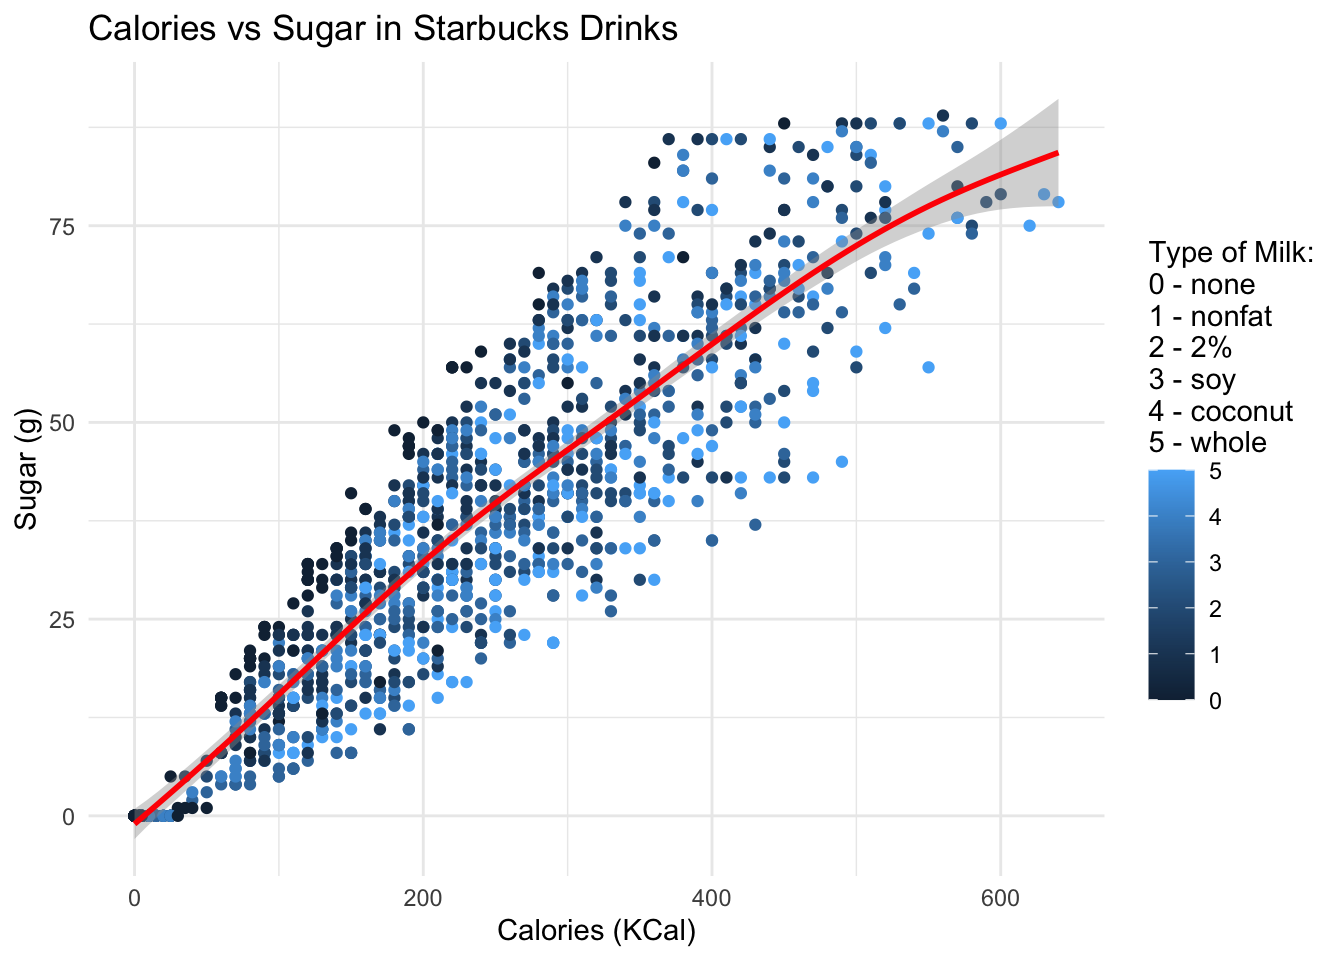 Calories vs Sugar in Starbucks Drinks
75
50
25
0
Sugar (g)
0 200 400 600
Calories (KCal)
Type of Milk:
0 - none
1 - nonfat
2 - 2%
3 - soy
4 - coconut
5 - whole
5
4
3
2
1
0